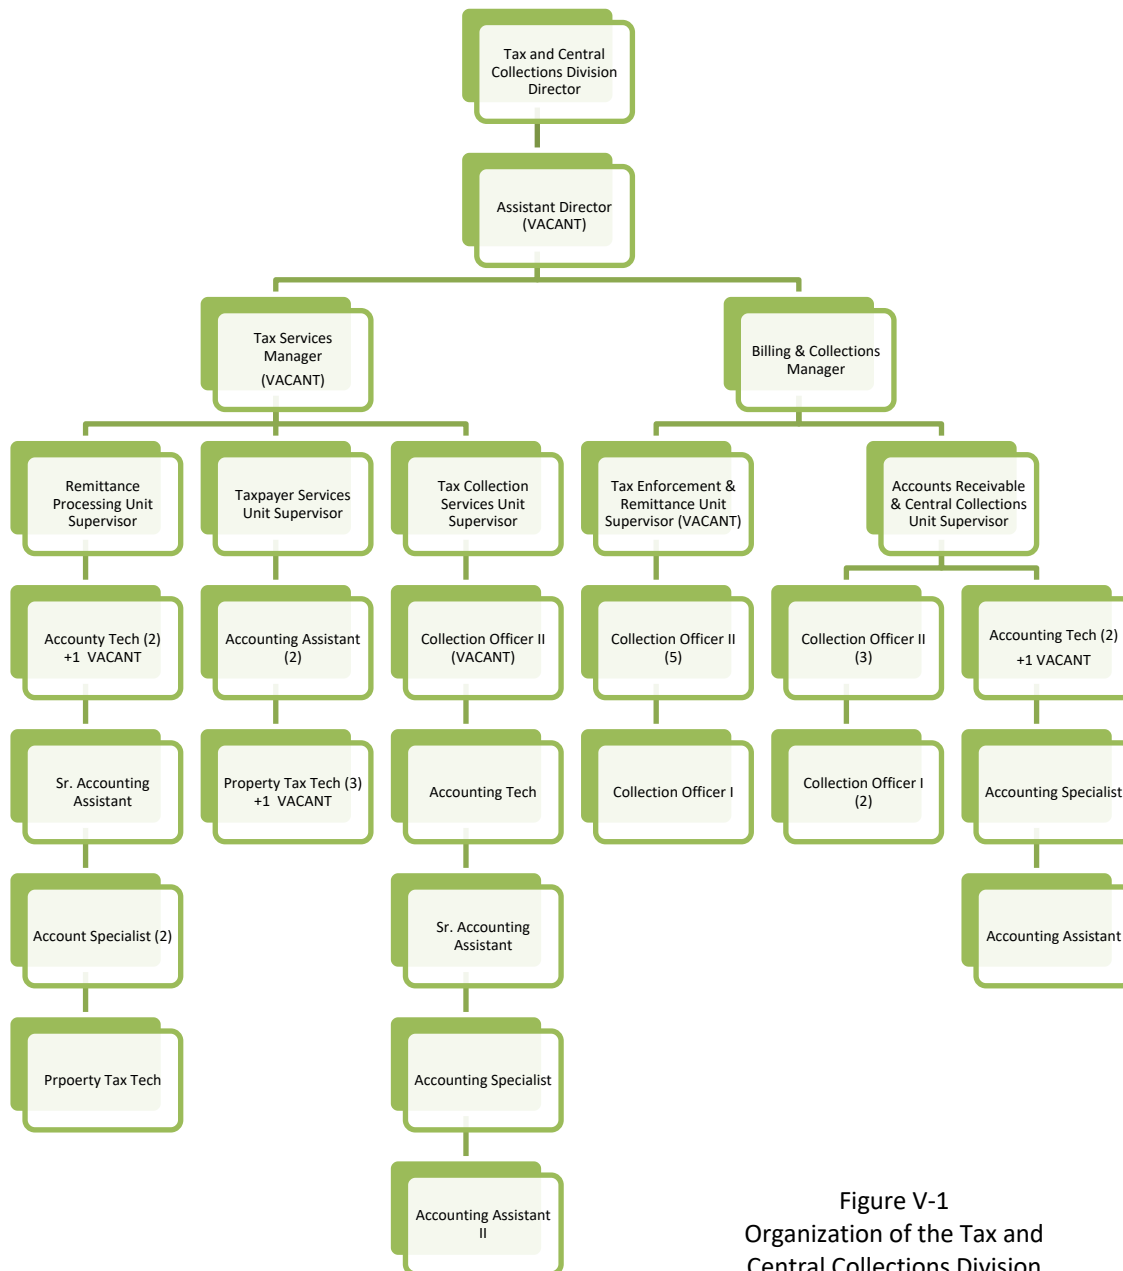 Tax and Central
Collections Division
Director
Assistant Director
(VACANT)
Tax Services
Manager
(VACANT)
Billing & Collections
Manager
Remittance
Processing Unit
Supervisor
Taxpayer Services
Unit Supervisor
Tax Collection
Services Unit
Supervisor
Tax Enforcement &
Remittance Unit
Supervisor (VACANT)
Accounts Receivable
& Central Collections
Unit Supervisor
Accounty Tech (2)
+1 VACANT
Accounting Assistant
(2)
Collection Officer II
(VACANT)
Collection Officer II
(5)
Collection Officer II
(3)
Accounting Tech (2)
+1 VACANT
Sr. Accounting
Assistant
Property Tax Tech (3)
+1 VACANT
Accounting Tech
Collection Officer I
Collection Officer I
(2)
Accounting Specialist
Account Specialist (2)
Sr. Accounting
Assistant
Accounting Assistant
Prpoerty Tax Tech
Accounting Specialist
Accounting Assistant
II
Figure V-1
Organization of the Tax and
Central Collections Division